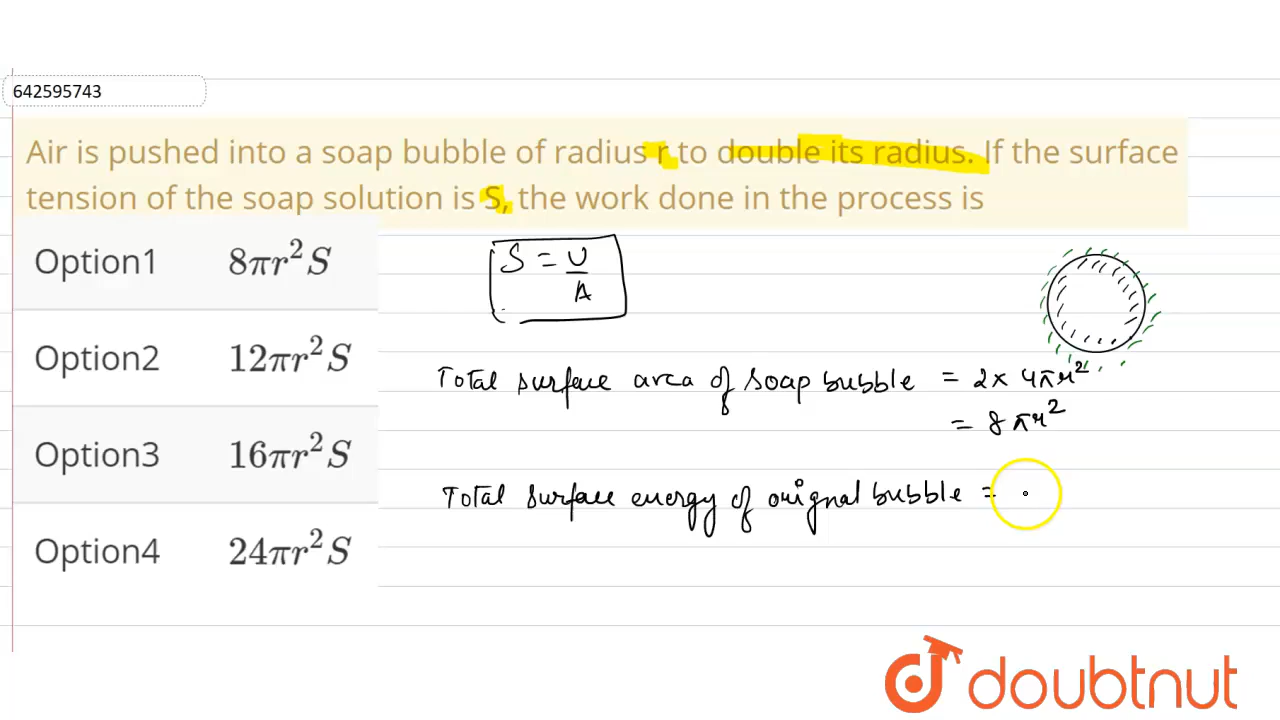 642595743
Air is pushed into a soap bubble of radius r to double its radius. If the surface
tension of the soap solution is S, the work done in the process is
Option1 8πr²S
Option2 12πr²S
Option3 16πr²S
Option4 24πr²S
S = U/A
Total surface area of soap bubble = 2 × 4πr²
= 8πr²
Total surface energy of orignal bubble =
doubtnut